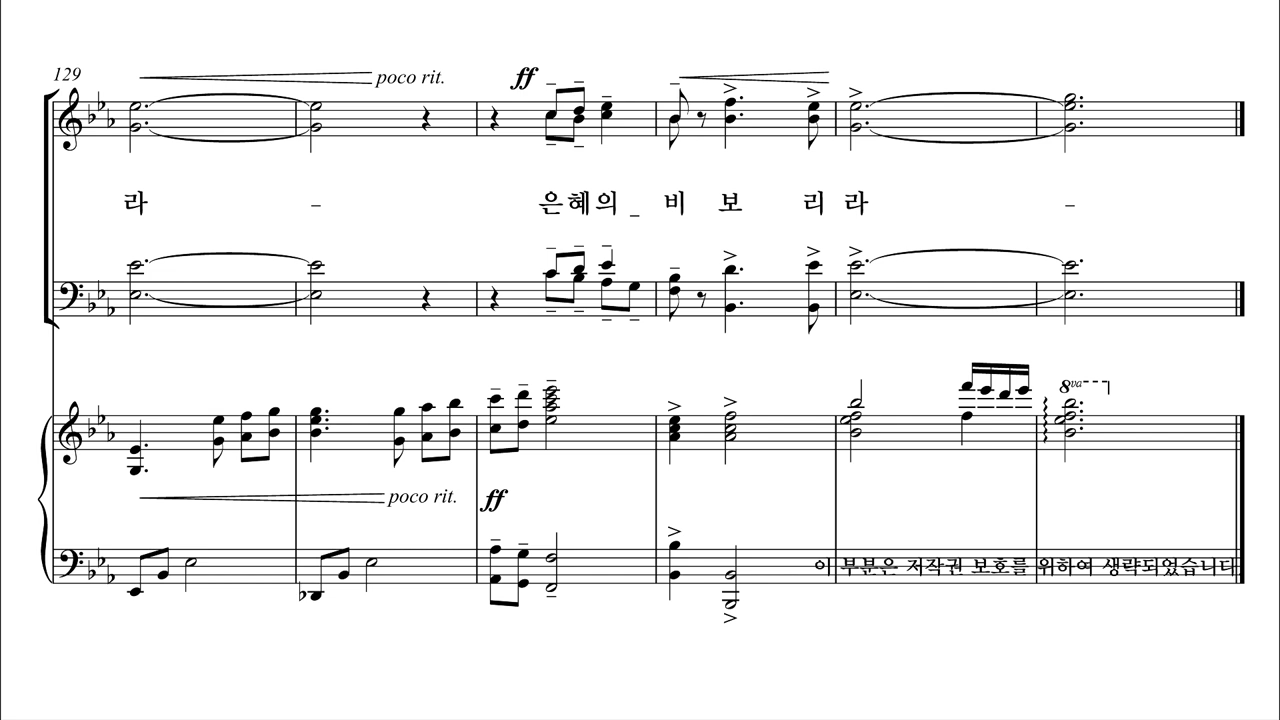 129
poco rit.
ff
라 - 은혜의 _ 비 보 리 라 -
poco rit.
ff
8va
이 부분은 저작권 보호를 위하여 생략되었습니다.